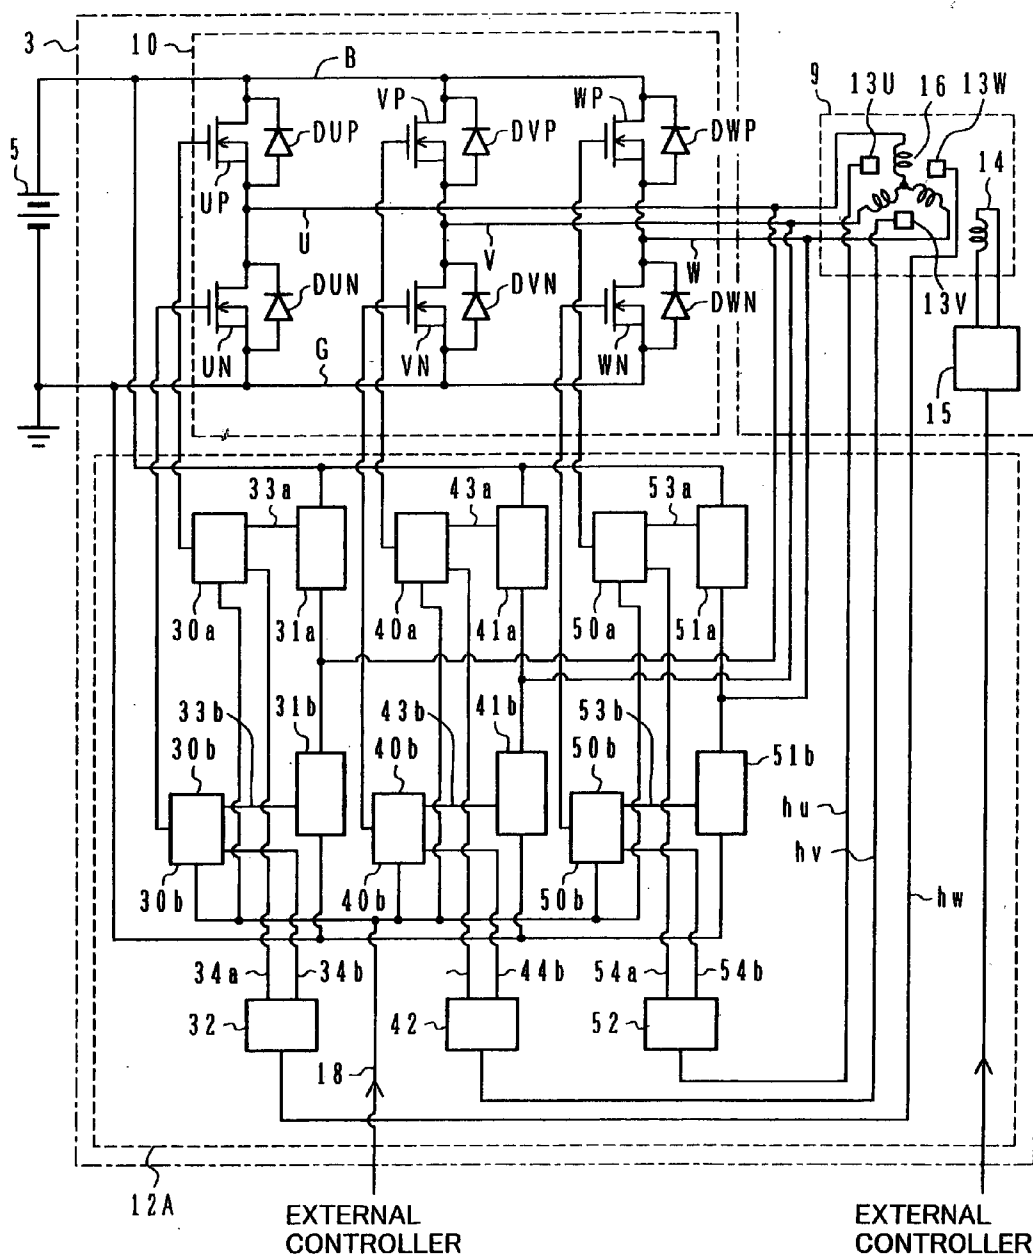 3
10
B
VP
WP
9
13U
16
13W
5
DUP
DVP
DWP
14
UP
U
V
W
DUN
DVN
DWN
13V
UN
G
VN
WN
15
33a
43a
53a
30a
31a
40a
41a
50a
51a
33b
31b
43b
41b
53b
30b
40b
50b
51b
hu
hv
30b
40b
50b
hw
34a
34b
44b
54a
54b
32
42
52
18
12A
EXTERNAL
CONTROLLER
EXTERNAL
CONTROLLER